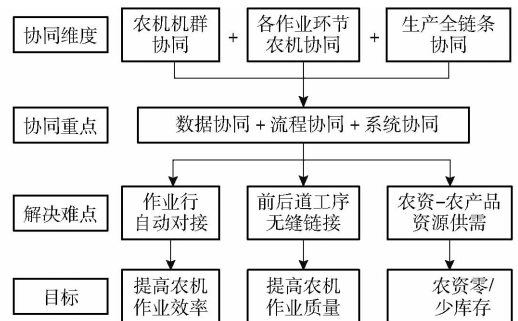 协同维度
农机机群
协同
+
各作业环节
农机协同
+
生产全链条
协同
协同重点
数据协同+流程协同+系统协同
解决难点
作业行
自动对接
前后道工序
无缝链接
农资-农产品
资源供需
目标
提高农机
作业效率
提高农机
作业质量
农资零/
少库存